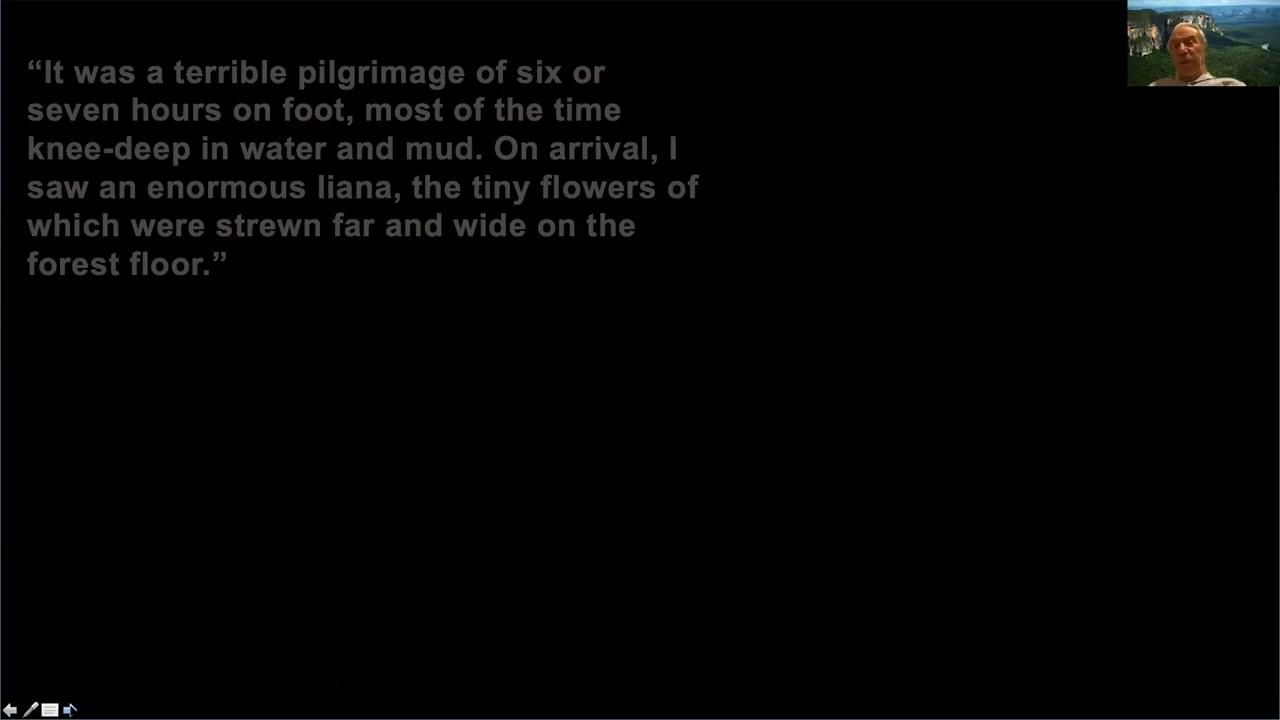 “It was a terrible pilgrimage of six or
seven hours on foot, most of the time
knee-deep in water and mud. On arrival, I
saw an enormous liana, the tiny flowers of
which were strewn far and wide on the
forest floor.”